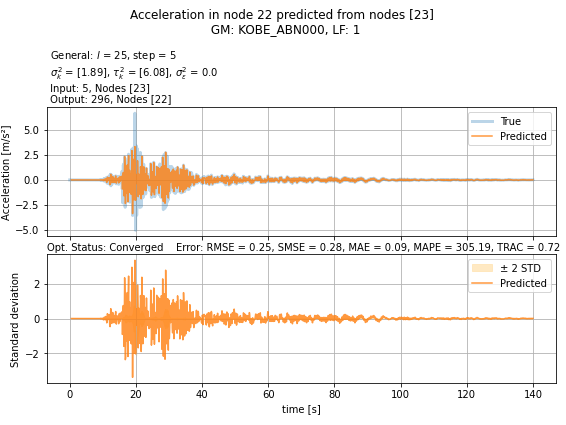 Acceleration in node 22 predicted from nodes [23]
GM: KOBE_ABN000, LF: 1
General: l = 25, step = 5
σ_k^2 = [1.89], τ_k^2 = [6.08], σ_ε^2 = 0.0
Input: 5, Nodes [23]
Output: 296, Nodes [22]
Acceleration [m/s²]
5.0
2.5
0.0
−2.5
−5.0
True
Predicted
Opt. Status: Converged Error: RMSE = 0.25, SMSE = 0.28, MAE = 0.09, MAPE = 305.19, TRAC = 0.72
Standard deviation
2
0
−2
± 2 STD
Predicted
0 20 40 60 80 100 120 140
time [s]